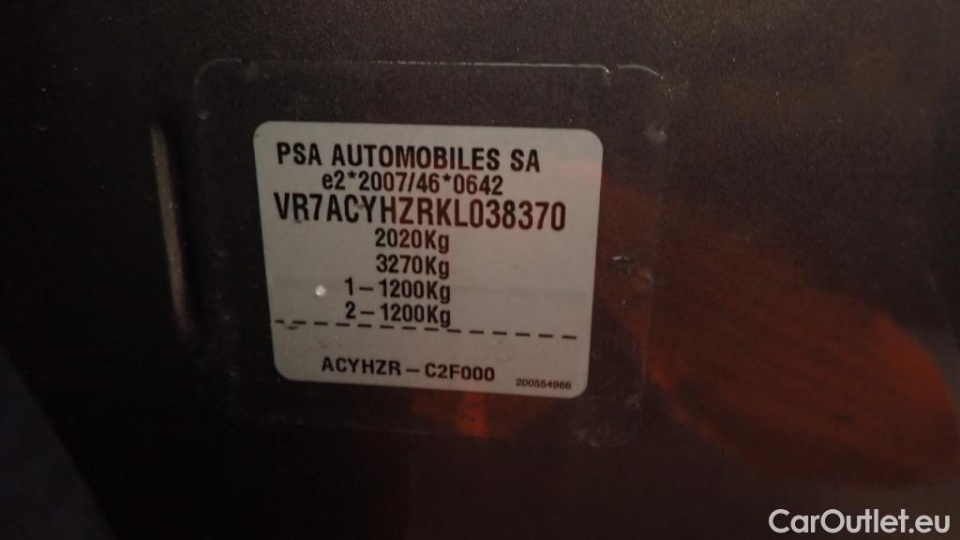 PSA AUTOMOBILES SA
e2*2007/46*0642
VR7ACYHZRKL038370
2020Kg
3270Kg
1-1200Kg
2-1200Kg
ACYHZR-C2F000
200554966
CarOutlet.eu